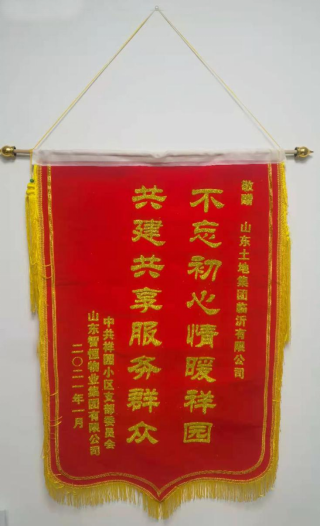 敬赠 山东土地集团临沂有限公司
不忘初心情暖祥园
共建共享服务群众
中共祥园小区支部委员会
山东智恒物业集团有限公司
二〇二一年一月